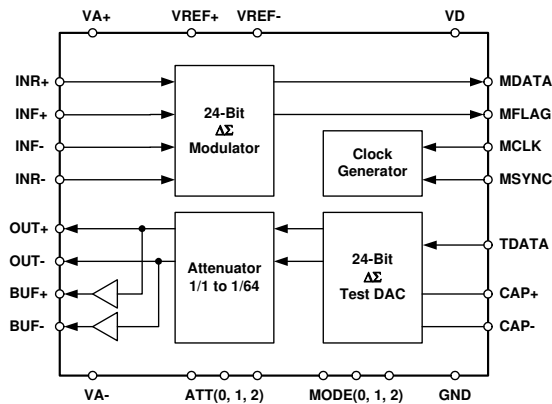 VA+ VREF+ VREF- VD
INR+
INF+
INF-
INR-
24-Bit
ΔΣ
Modulator
MDATA
MFLAG
MCLK
MSYNC
Clock
Generator
OUT+
OUT-
BUF+
BUF-
Attenuator
1/1 to 1/64
24-Bit
ΔΣ
Test DAC
TDATA
CAP+
CAP-
VA- ATT(0, 1, 2) MODE(0, 1, 2) GND